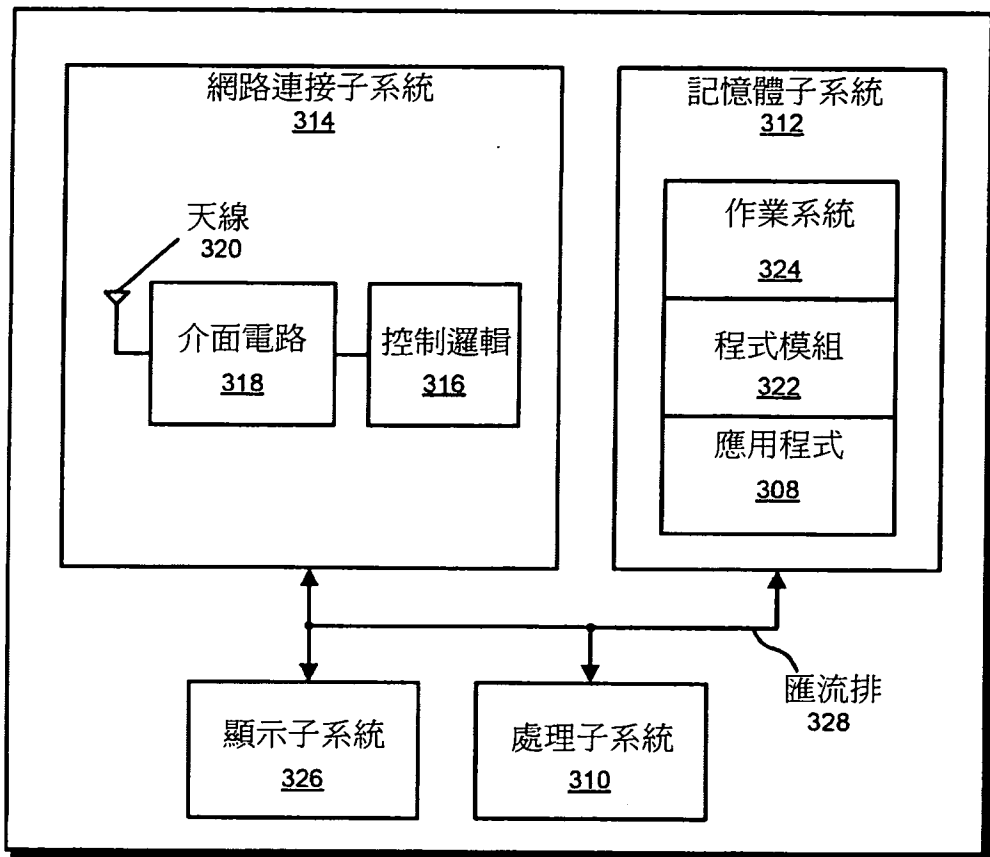 網路連接子系統
314
天線
320
介面電路
318
控制邏輯
316
記憶體子系統
312
作業系統
324
程式模組
322
應用程式
308
顯示子系統
326
處理子系統
310
匯流排
328